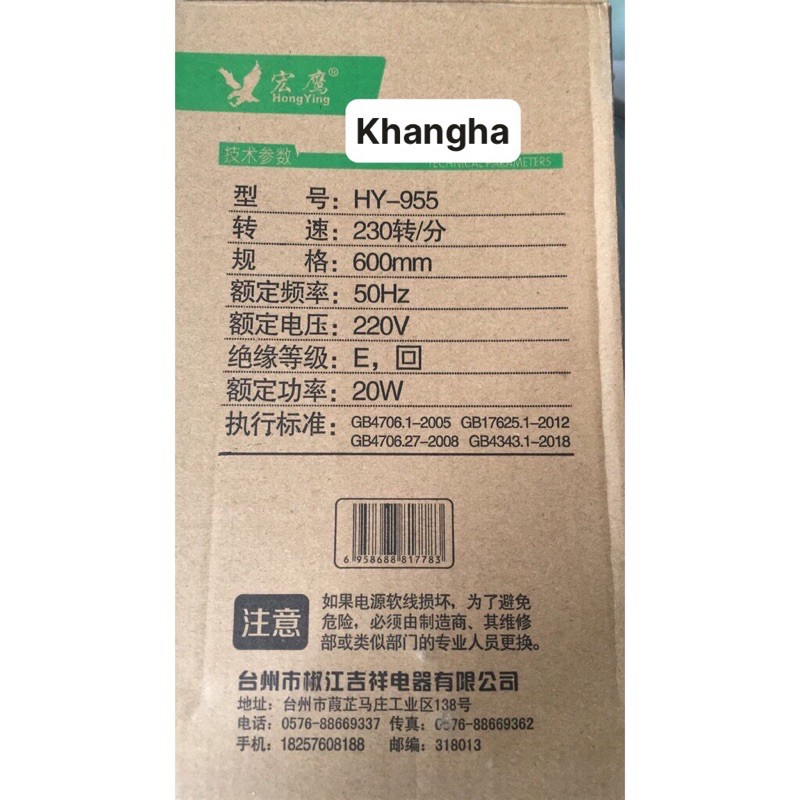 宏鹰®
HongYing
Khangha
技术参数
TECHNICAL PARAMETERS
型 号：HY-955
转 速：230转/分
规 格：600mm
额定频率：50Hz
额定电压：220V
绝缘等级：E，回
额定功率：20W
执行标准：GB4706.1-2005 GB17625.1-2012
GB4706.27-2008 GB4343.1-2018
6 958688 817783
注意
如果电源软线损坏，为了避免
危险，必须由制造商、其维修
部或类似部门的专业人员更换。
台州市椒江吉祥电器有限公司
地址：台州市葭芷马庄工业区138号
电话：0576-88669337 传真：0576-88669362
手机：18257608188 邮编：318013